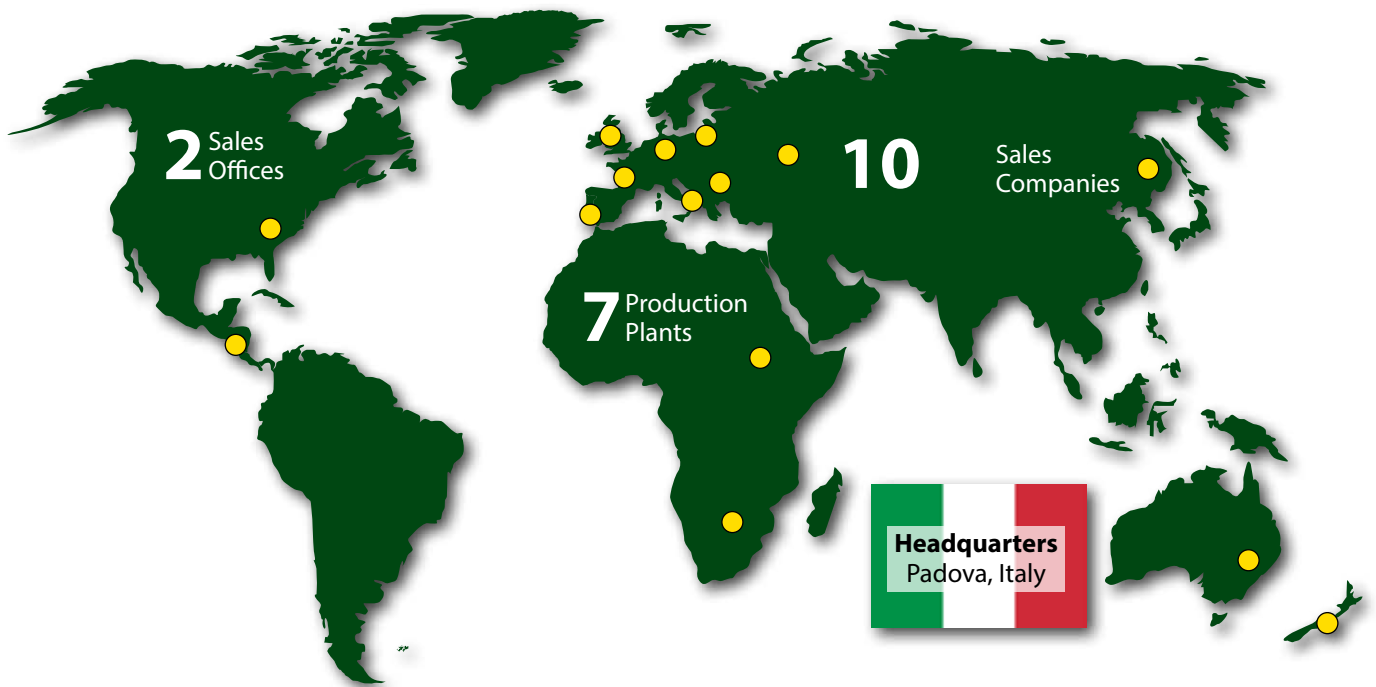 2 Sales
Offices
10 Sales
Companies
7 Production
Plants
Headquarters
Padova, Italy